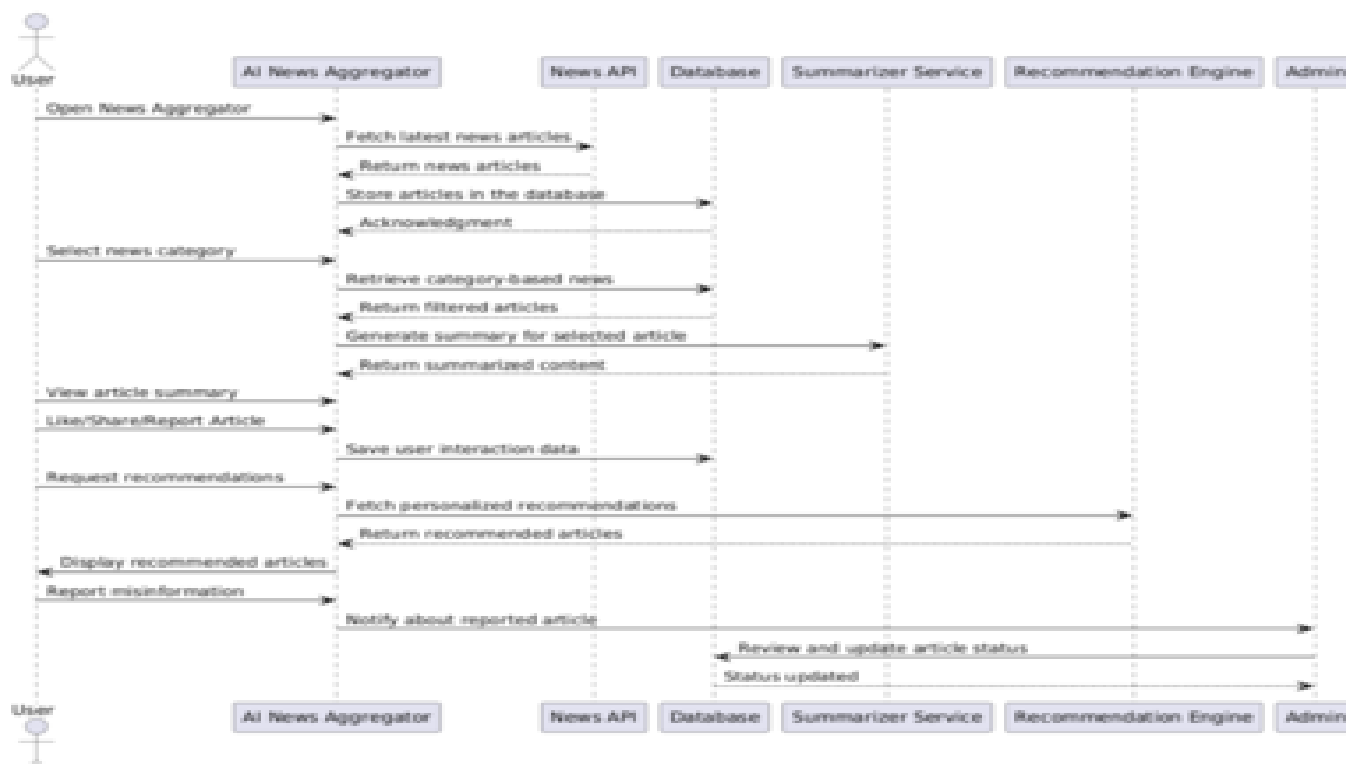 User
AI News Aggregator
News API
Database
Summarizer Service
Recommendation Engine
Admin
Open News Aggregator
Fetch latest news articles
Return news articles
Store articles in the database
Acknowledgment
Select news category
Retrieve category-based news
Return filtered articles
Generate summary for selected article
Return summarized content
View article summary
Like/Share/Report Article
Save user interaction data
Request recommendations
Fetch personalized recommendations
Return recommended articles
Display recommended articles
Report misinformation
Notify about reported article
Review and update article status
Status updated
User
AI News Aggregator
News API
Database
Summarizer Service
Recommendation Engine
Admin